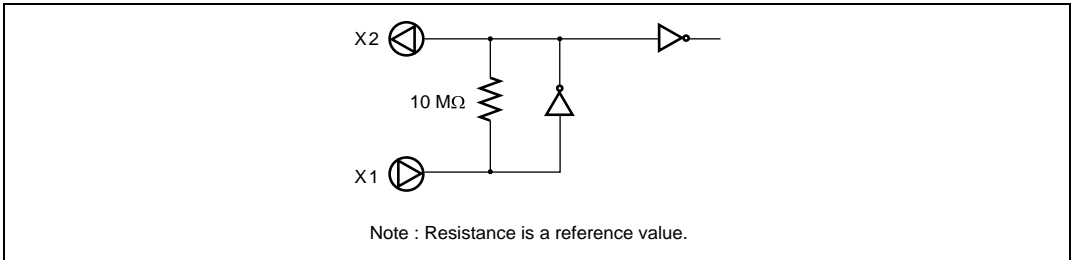 X2
10 MΩ
X1
Note : Resistance is a reference value.